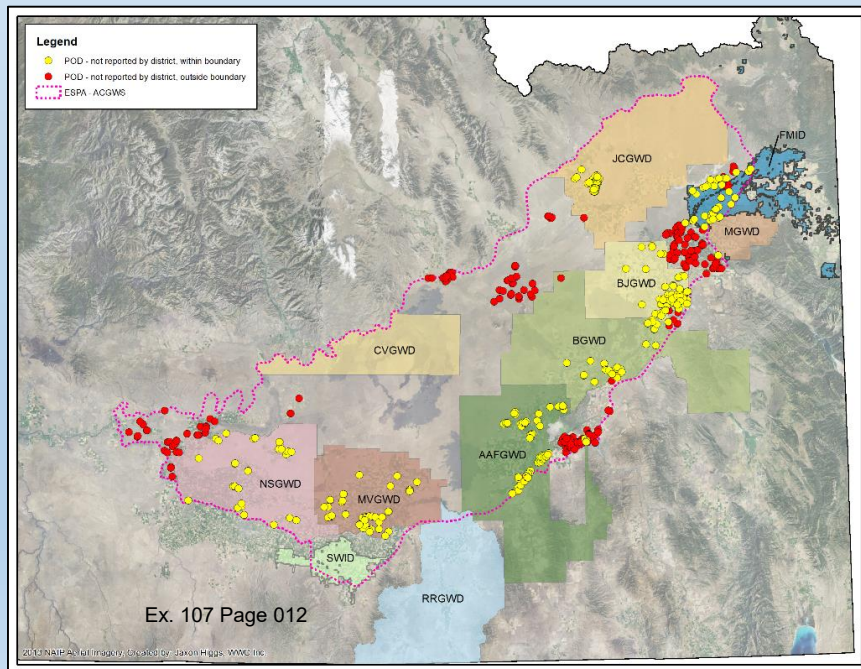 Legend
POD - not reported by district, within boundary
POD - not reported by district, outside boundary
ESPA - ACGWS
FMID
JCGWD
MGWD
BJGWD
BGWD
CVGWD
AAFGWD
NSGWD
MVGWD
SWID
RRGWD
Ex. 107 Page 012
2013 NAIP Aerial Imagery, Created by: Jaxon Higgs, WWC Inc.